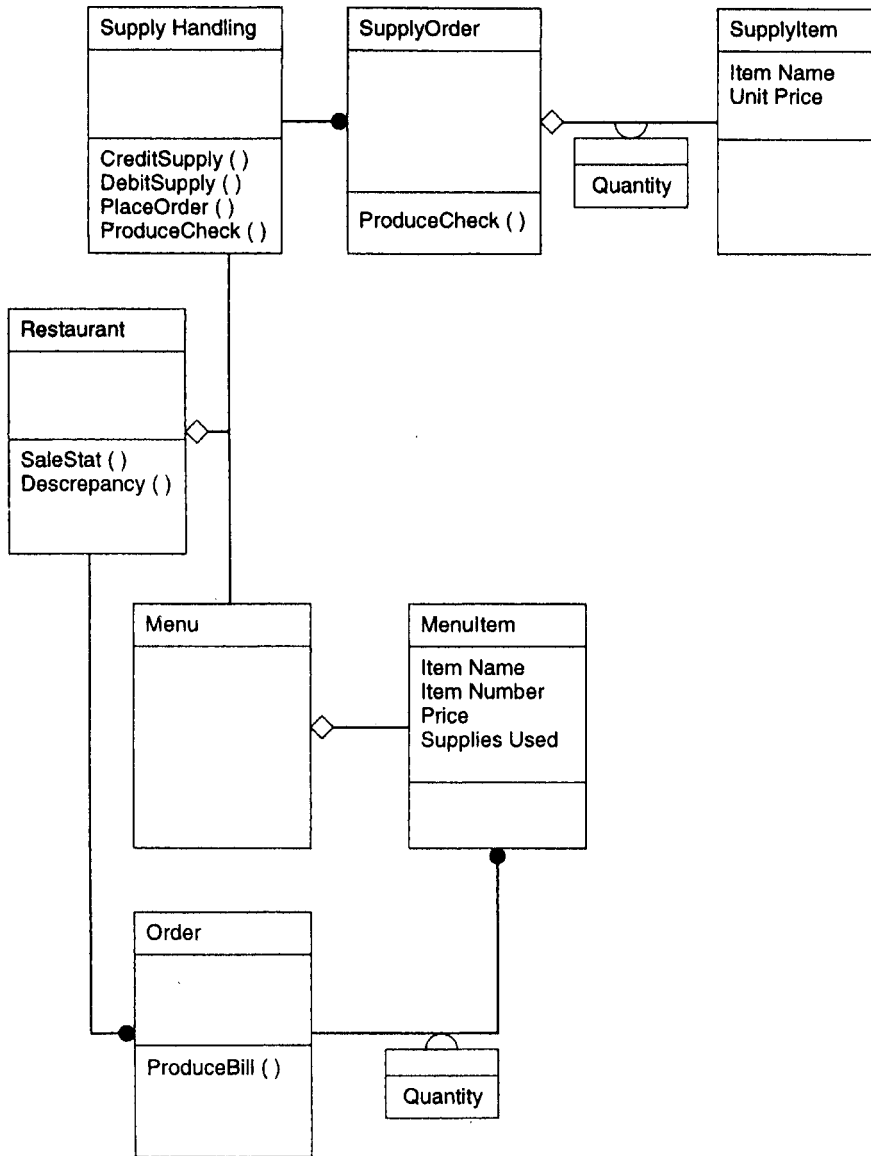 Supply Handling
CreditSupply ( )
DebitSupply ( )
PlaceOrder ( )
ProduceCheck ( )
SupplyOrder
ProduceCheck ( )
Quantity
SupplyItem
Item Name
Unit Price
Restaurant
SaleStat ( )
Descrepancy ( )
Menu
MenuItem
Item Name
Item Number
Price
Supplies Used
Order
ProduceBill ( )
Quantity